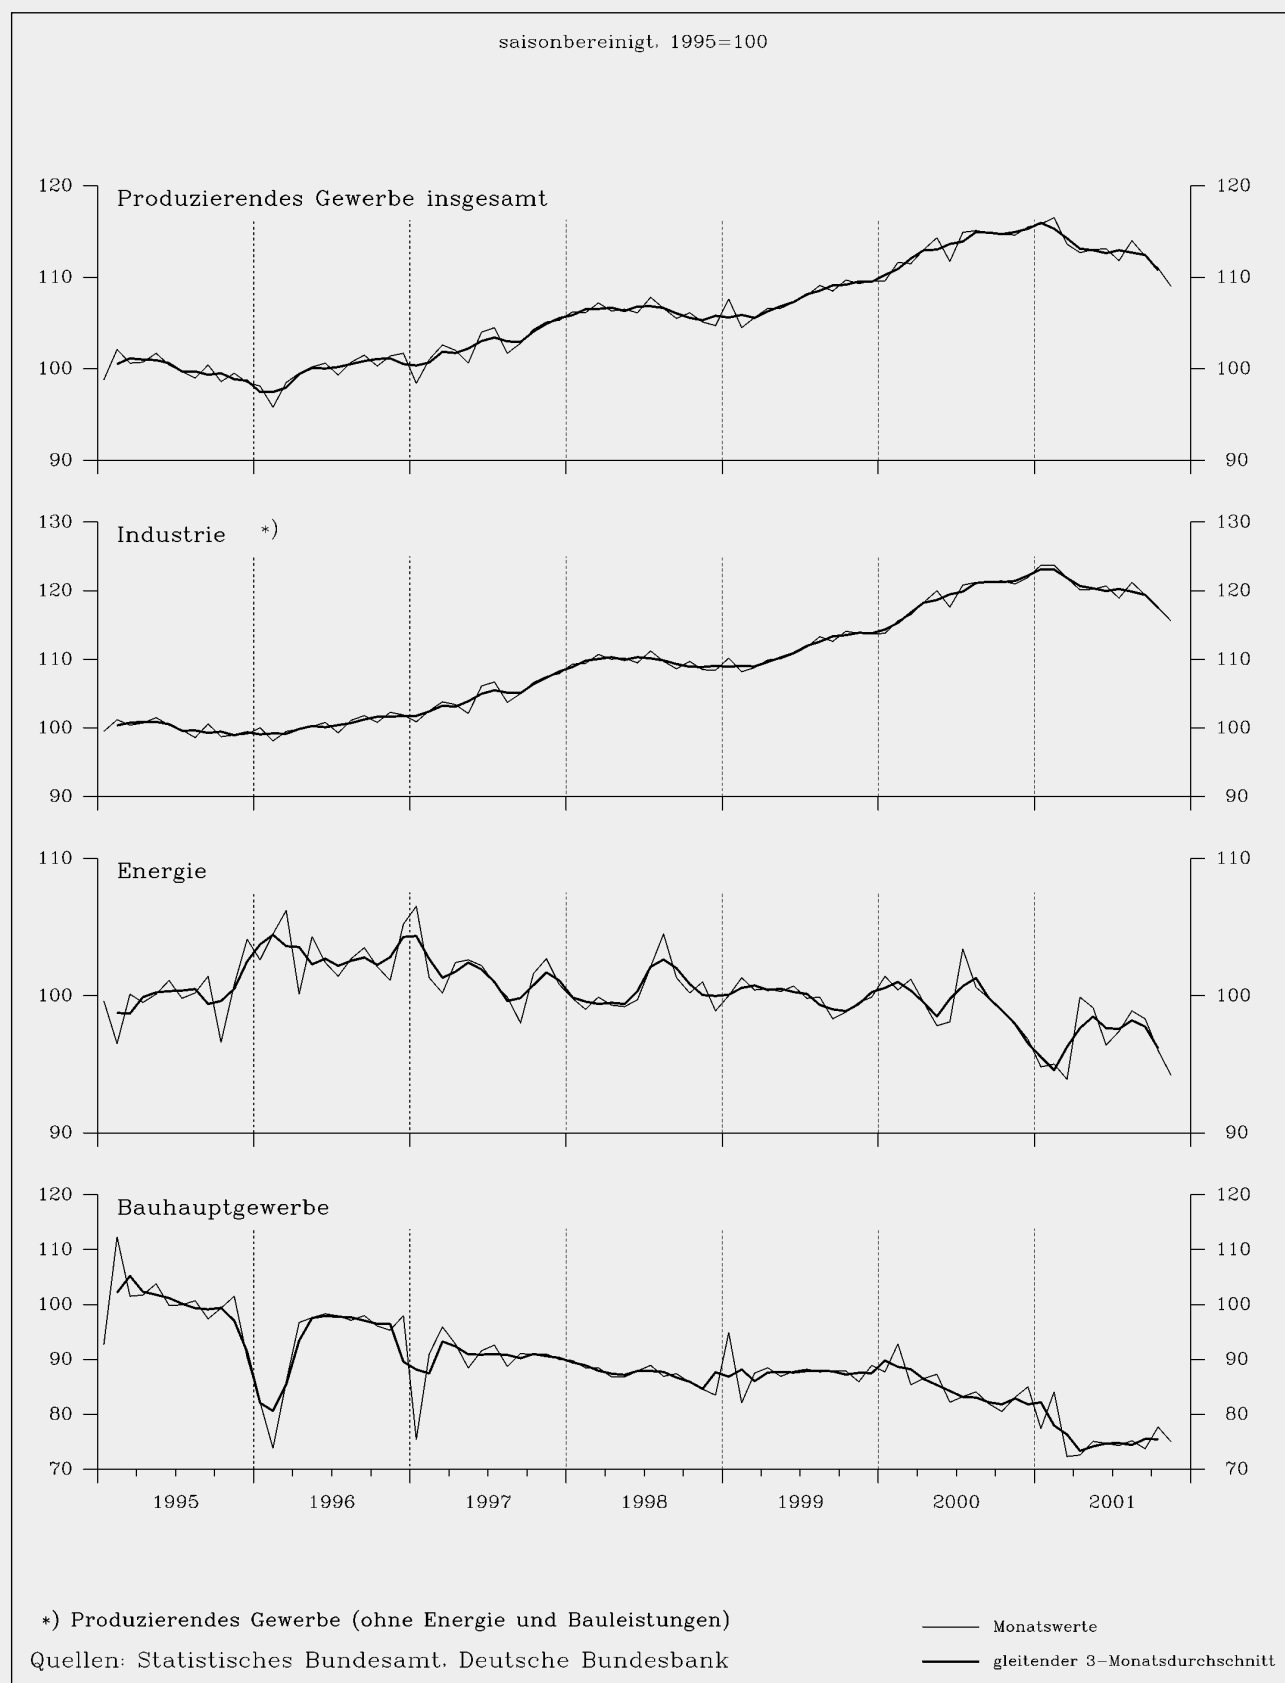 saisonbereinigt, 1995=100
Produzierendes Gewerbe insgesamt
120 120
110 110
100 100
90 90
Industrie *)
130 130
120 120
110 110
100 100
90 90
Energie
110 110
100 100
90 90
Bauhauptgewerbe
120 120
110 110
100 100
90 90
80 80
70 70
1995 1996 1997 1998 1999 2000 2001
*) Produzierendes Gewerbe (ohne Energie und Bauleistungen)
Quellen: Statistisches Bundesamt, Deutsche Bundesbank
Monatswerte
gleitender 3-Monatsdurchschnitt